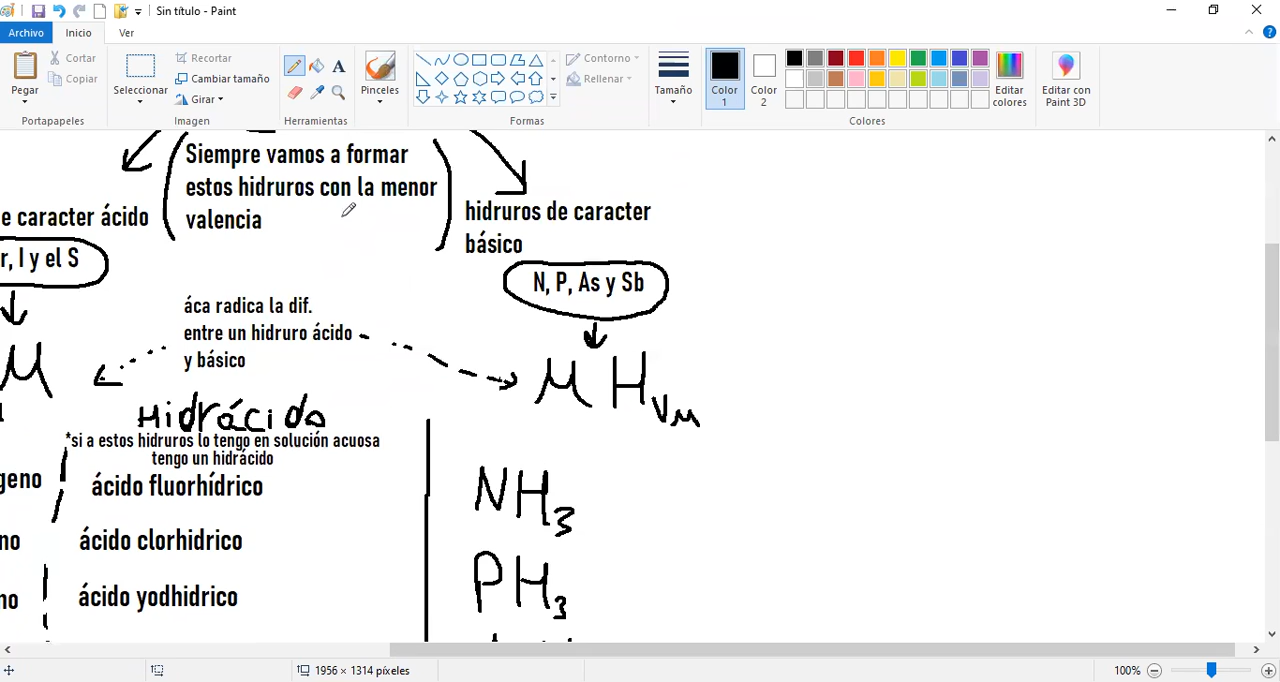 Sin título - Paint
Archivo Inicio Ver
Pegar
Cortar
Copiar
Portapapeles
Seleccionar
Recortar
Cambiar tamaño
Girar
Imagen
A
Herramientas
Pinceles
Contorno
Rellenar
Formas
Tamaño
Color
1
Color
2
Editar
colores
Colores
Editar con
Paint 3D
Siempre vamos a formar
estos hidruros con la menor
valencia
e caracter ácido
r, I y el S
hidruros de caracter
básico
N, P, As y Sb
áca radica la dif.
entre un hidruro ácido
y básico
M
M H VM
Hidrácido
*si a estos hidruros lo tengo en solución acuosa
tengo un hidrácido
geno
ácido fluorhídrico
no
ácido clorhidrico
no
ácido yodhidrico
NH3
PH3
1956 × 1314 píxeles
100%